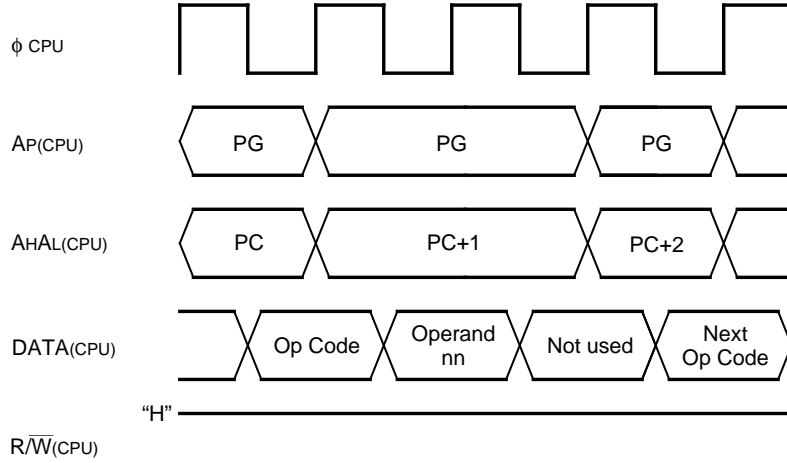 ϕ CPU
AP(CPU)
PG
PG
PG
AHAL(CPU)
PC
PC+1
PC+2
DATA(CPU)
Op Code
Operand
nn
Not used
Next
Op Code
“H”
R/W̅(CPU)